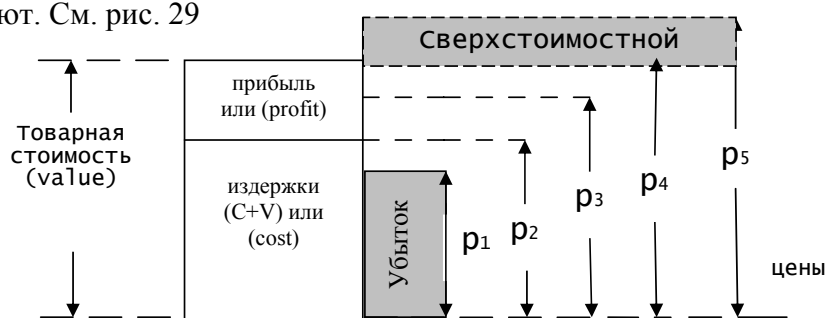 ют. См. рис. 29
Сверхстоимостной
прибыль
или (profit)
Товарная
стоимость
(value)
издержки
(C+V) или
(cost)
Убыток
p1
p2
p3
p4
p5
цены